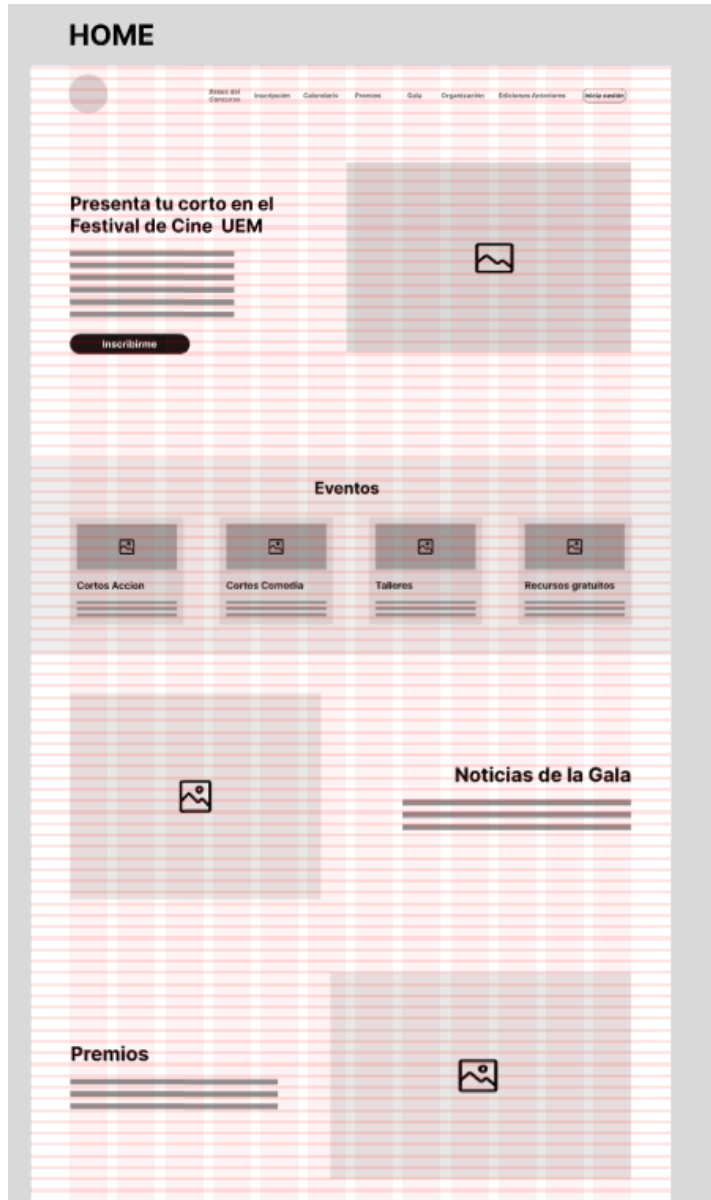 HOME
Bases del
Concurso
Inscripción
Calendario
Premios
Gala
Organización
Ediciones Anteriores
Inicia sesión
Presenta tu corto en el
Festival de Cine UEM
Inscribirme
Eventos
Cortos Accion
Cortos Comedia
Talleres
Recursos gratuitos
Noticias de la Gala
Premios